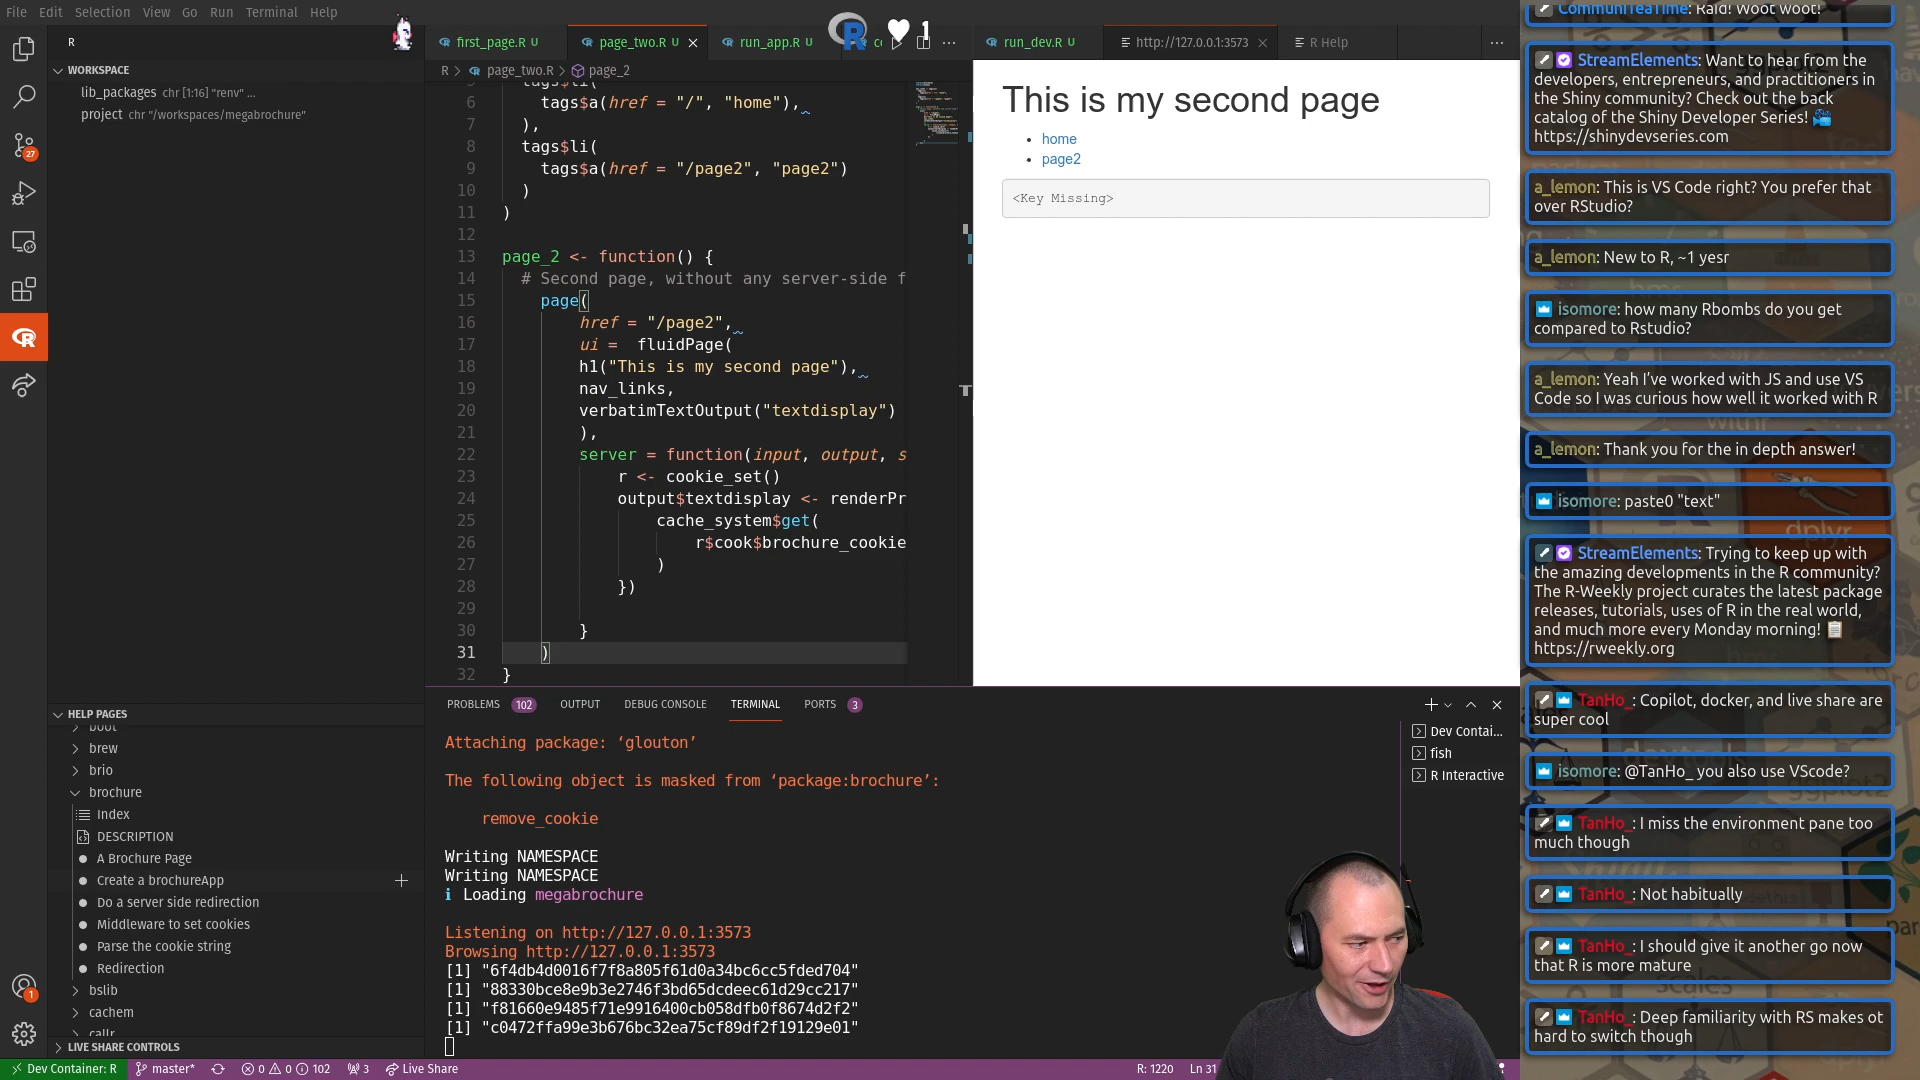 File Edit Selection View Go Run Terminal Help
R
WORKSPACE
lib_packages chr [1:16] "renv" ...
project chr "/workspaces/megabrochure"
first_page.R U
page_two.R U
run_app.R U
R 1
run_dev.R U
http://127.0.0.1:3573
R Help
R > page_two.R > page_2
6 tags$a(href = "/", "home"),
7 ),
8 tags$li(
9 tags$a(href = "/page2", "page2")
10 )
11 )
12
13 page_2 <- function() {
14 # Second page, without any server-side f
15 page(
16 href = "/page2",
17 ui =  fluidPage(
18 h1("This is my second page"),
19 nav_links,
20 verbatimTextOutput("textdisplay")
21 ),
22 server = function(input, output, s
23 r <- cookie_set()
24 output$textdisplay <- renderPr
25 cache_system$get(
26 r$cook$brochure_cookie
27 )
28 })
29
30 }
31 )
32 }
This is my second page
home
page2
<Key Missing>
HELP PAGES
boot
brew
brio
brochure
Index
DESCRIPTION
A Brochure Page
Create a brochureApp
Do a server side redirection
Middleware to set cookies
Parse the cookie string
Redirection
bslib
cachem
callr
LIVE SHARE CONTROLS
PROBLEMS 102 OUTPUT DEBUG CONSOLE TERMINAL PORTS 3
Attaching package: ‘glouton’
The following object is masked from ‘package:brochure’:
remove_cookie
Writing NAMESPACE
Writing NAMESPACE
ℹ Loading megabrochure
Listening on http://127.0.0.1:3573
Browsing http://127.0.0.1:3573
[1] "6f4db4d0016f7f8a805f61d0a34bc6cc5fded704"
[1] "88330bce8e9b3e2746f3bd65dcdeec61d29cc217"
[1] "f81660e9485f71e9916400cb058dfb0f8674d2f2"
[1] "c0472ffa99e3b676bc32ea75cf89df2f19129e01"
Dev Contai...
fish
R Interactive
27
1
Dev Container: R master* 0 0 102 3 Live Share R: 1220 Ln 31
CommuniTeaTime: Raid! Woot woot!
StreamElements: Want to hear from the
developers, entrepreneurs, and practitioners in
the Shiny community? Check out the back
catalog of the Shiny Developer Series!
https://shinydevseries.com
a_lemon: This is VS Code right? You prefer that
over RStudio?
a_lemon: New to R, ~1 yesr
isomore: how many Rbombs do you get
compared to Rstudio?
a_lemon: Yeah I’ve worked with JS and use VS
Code so I was curious how well it worked with R
a_lemon: Thank you for the in depth answer!
isomore: paste0 "text"
StreamElements: Trying to keep up with
the amazing developments in the R community?
The R-Weekly project curates the latest package
releases, tutorials, uses of R in the real world,
and much more every Monday morning!
https://rweekly.org
TanHo_: Copilot, docker, and live share are
super cool
isomore: @TanHo_ you also use VScode?
TanHo_: I miss the environment pane too
much though
TanHo_: Not habitually
TanHo_: I should give it another go now
that R is more mature
TanHo_: Deep familiarity with RS makes ot
hard to switch though